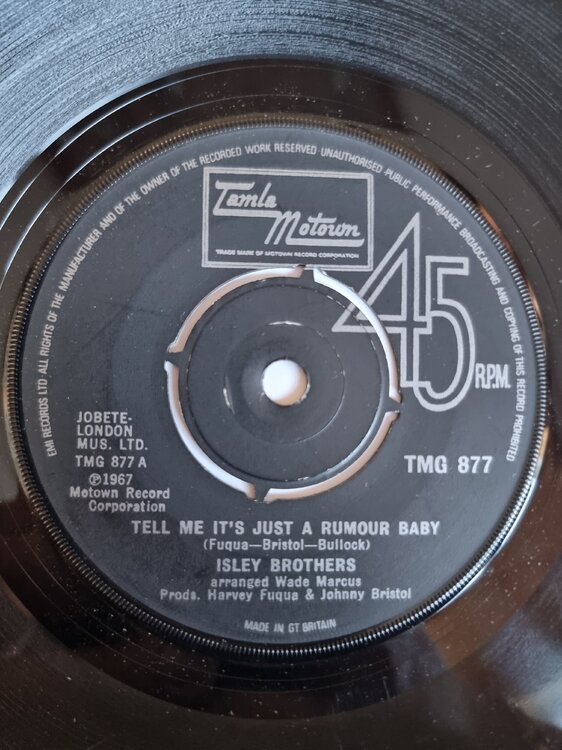 EMI RECORDS LTD ALL RIGHTS OF THE MANUFACTURER AND OF THE OWNER OF THE RECORDED WORK RESERVED UNAUTHORISED PUBLIC PERFORMANCE BROADCASTING AND COPYING OF THIS RECORD PROHIBITED
Tamla
Motown
TRADE MARK OF MOTOWN RECORD CORPORATION
45
R.P.M.
JOBETE-
LONDON
MUS. LTD.
TMG 877 A
℗1967
Motown Record
Corporation
TMG 877
TELL ME IT'S JUST A RUMOUR BABY
(Fuqua—Bristol—Bullock)
ISLEY BROTHERS
arranged Wade Marcus
Prods. Harvey Fuqua & Johnny Bristol
MADE IN GT BRITAIN